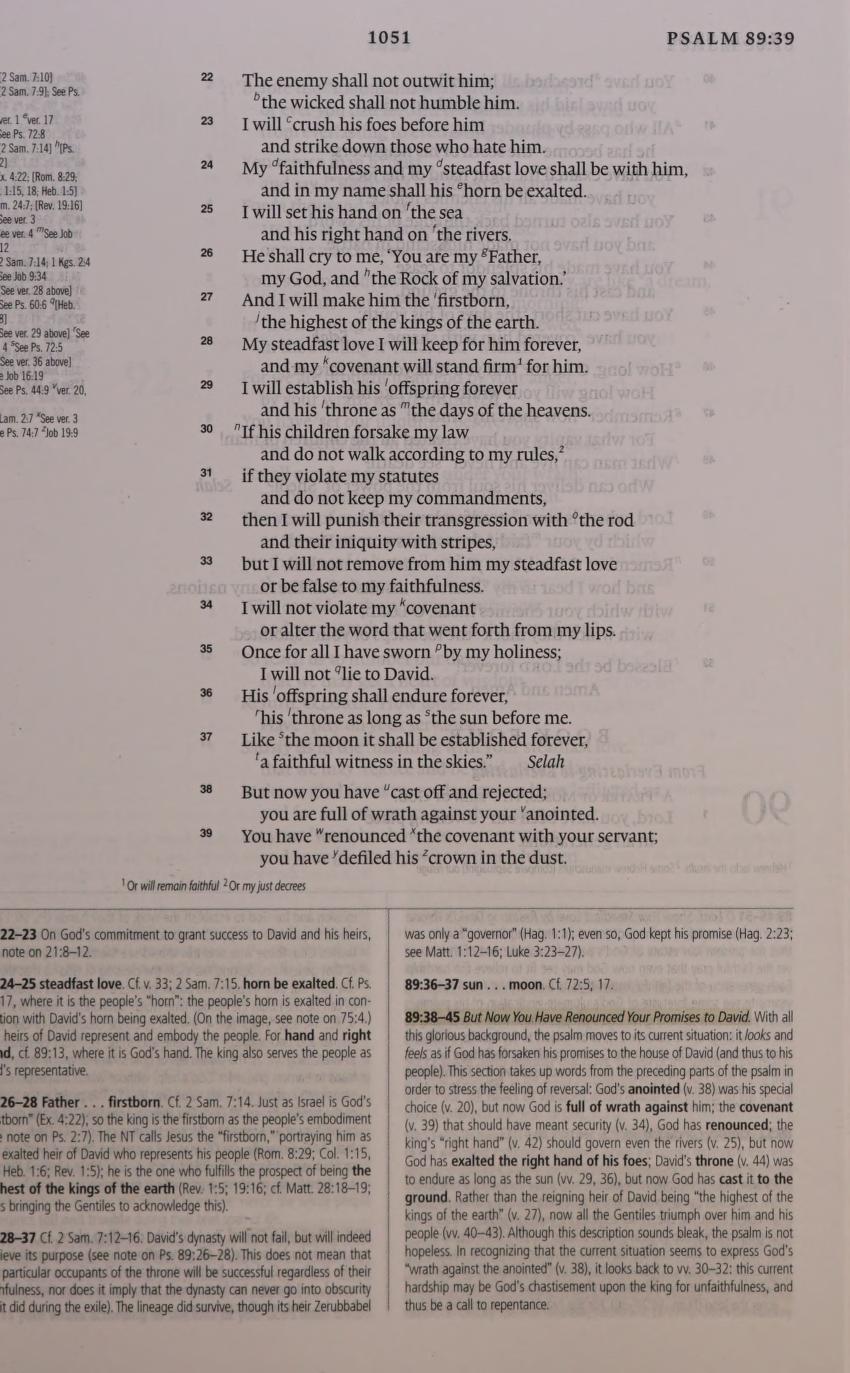 1051
PSALM 89:39
2 Sam. 7:10]
2 Sam. 7:9]; See Ps.
ver. 1 ver. 17
See Ps. 72:8
2 Sam. 7:14] h[Ps.
2]
x. 4:22; [Rom. 8:29;
1:15, 18; Heb. 1:5]
m. 24:7; [Rev. 19:16]
See ver. 3
ee ver. 4 mSee Job
12
2 Sam. 7:14; 1 Kgs. 2:4
See Job 9:34
See ver. 28 above]
See Ps. 60:6 q[Heb.
8]
See ver. 29 above] rSee
4 sSee Ps. 72:5
See ver. 36 above]
e Job 16:19
See Ps. 44:9 vver. 20,
Lam. 2:7 xSee ver. 3
e Ps. 74:7 zJob 19:9
22 The enemy shall not outwit him;
bthe wicked shall not humble him.
23 I will ccrush his foes before him
and strike down those who hate him.
24 My dfaithfulness and my dsteadfast love shall be with him,
and in my name shall his ehorn be exalted.
25 I will set his hand on fthe sea
and his right hand on fthe rivers.
26 He shall cry to me, ‘You are my gFather,
my God, and hthe Rock of my salvation.’
27 And I will make him the ifirstborn,
jthe highest of the kings of the earth.
28 My steadfast love I will keep for him forever,
and my kcovenant will stand firm1 for him.
29 I will establish his loffspring forever
and his lthrone as mthe days of the heavens.
30 nIf his children forsake my law
and do not walk according to my rules,2
31 if they violate my statutes
and do not keep my commandments,
32 then I will punish their transgression with othe rod
and their iniquity with stripes,
33 but I will not remove from him my steadfast love
or be false to my faithfulness.
34 I will not violate my kcovenant
or alter the word that went forth from my lips.
35 Once for all I have sworn pby my holiness;
I will not qlie to David.
36 His loffspring shall endure forever,
rhis lthrone as long as sthe sun before me.
37 Like sthe moon it shall be established forever,
ta faithful witness in the skies.” Selah
38 But now you have ucast off and rejected;
you are full of wrath against your vanointed.
39 You have wrenounced xthe covenant with your servant;
you have ydefiled his zcrown in the dust.
1 Or will remain faithful 2 Or my just decrees
22–23 On God's commitment to grant success to David and his heirs,
note on 21:8–12.
24–25 steadfast love. Cf. v. 33; 2 Sam. 7:15. horn be exalted. Cf. Ps.
17, where it is the people's "horn": the people's horn is exalted in con-
tion with David's horn being exalted. (On the image, see note on 75:4.)
heirs of David represent and embody the people. For hand and right
d, cf. 89:13, where it is God's hand. The king also serves the people as
's representative.
26–28 Father . . . firstborn. Cf. 2 Sam. 7:14. Just as Israel is God's
tborn" (Ex. 4:22), so the king is the firstborn as the people's embodiment
note on Ps. 2:7). The NT calls Jesus the "firstborn," portraying him as
exalted heir of David who represents his people (Rom. 8:29; Col. 1:15,
Heb. 1:6; Rev. 1:5); he is the one who fulfills the prospect of being the
hest of the kings of the earth (Rev. 1:5; 19:16; cf. Matt. 28:18–19;
s bringing the Gentiles to acknowledge this).
28–37 Cf. 2 Sam. 7:12–16. David's dynasty will not fail, but will indeed
ieve its purpose (see note on Ps. 89:26–28). This does not mean that
particular occupants of the throne will be successful regardless of their
hfulness, nor does it imply that the dynasty can never go into obscurity
it did during the exile). The lineage did survive, though its heir Zerubbabel
was only a "governor" (Hag. 1:1); even so, God kept his promise (Hag. 2:23;
see Matt. 1:12–16; Luke 3:23–27).
89:36–37 sun . . . moon. Cf. 72:5, 17.
89:38–45 But Now You Have Renounced Your Promises to David. With all
this glorious background, the psalm moves to its current situation: it looks and
feels as if God has forsaken his promises to the house of David (and thus to his
people). This section takes up words from the preceding parts of the psalm in
order to stress the feeling of reversal: God's anointed (v. 38) was his special
choice (v. 20), but now God is full of wrath against him; the covenant
(v. 39) that should have meant security (v. 34), God has renounced; the
king's "right hand" (v. 42) should govern even the rivers (v. 25), but now
God has exalted the right hand of his foes; David's throne (v. 44) was
to endure as long as the sun (vv. 29, 36), but now God has cast it to the
ground. Rather than the reigning heir of David being "the highest of the
kings of the earth" (v. 27), now all the Gentiles triumph over him and his
people (vv. 40–43). Although this description sounds bleak, the psalm is not
hopeless. In recognizing that the current situation seems to express God's
"wrath against the anointed" (v. 38), it looks back to vv. 30–32: this current
hardship may be God's chastisement upon the king for unfaithfulness, and
thus be a call to repentance.